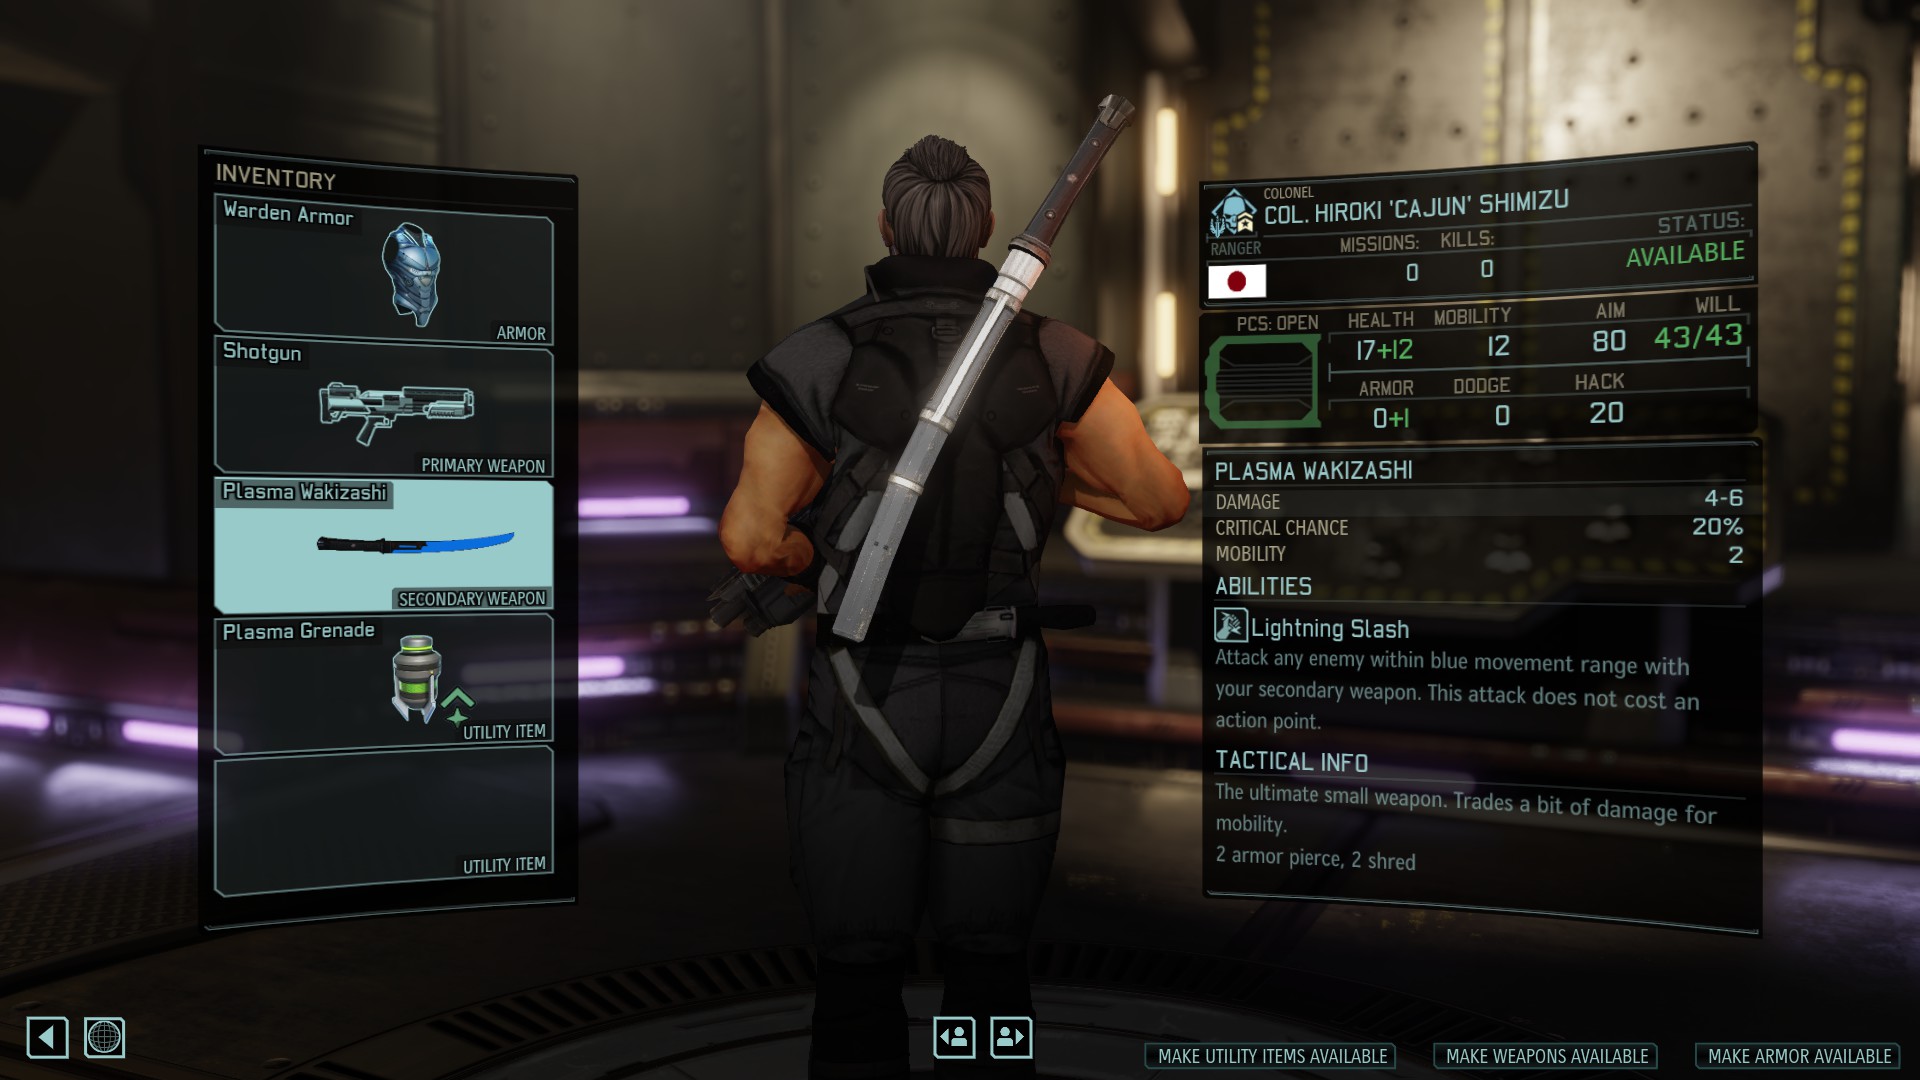 INVENTORY
Warden Armor
ARMOR
Shotgun
PRIMARY WEAPON
Plasma Wakizashi
SECONDARY WEAPON
Plasma Grenade
UTILITY ITEM
UTILITY ITEM
COLONEL
COL. HIROKI 'CAJUN' SHIMIZU
RANGER
MISSIONS: KILLS: STATUS:
0 0 AVAILABLE
PCS: OPEN HEALTH MOBILITY AIM WILL
17+12 12 80 43/43
ARMOR DODGE HACK
0+1 0 20
PLASMA WAKIZASHI
DAMAGE 4-6
CRITICAL CHANCE 20%
MOBILITY 2
ABILITIES
Lightning Slash
Attack any enemy within blue movement range with
your secondary weapon. This attack does not cost an
action point.
TACTICAL INFO
The ultimate small weapon. Trades a bit of damage for
mobility.
2 armor pierce, 2 shred
MAKE UTILITY ITEMS AVAILABLE MAKE WEAPONS AVAILABLE MAKE ARMOR AVAILABLE